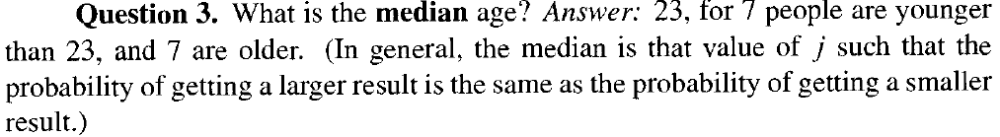 Question 3. What is the median age? Answer: 23, for 7 people are younger
than 23, and 7 are older. (In general, the median is that value of j such that the
probability of getting a larger result is the same as the probability of getting a smaller
result.)